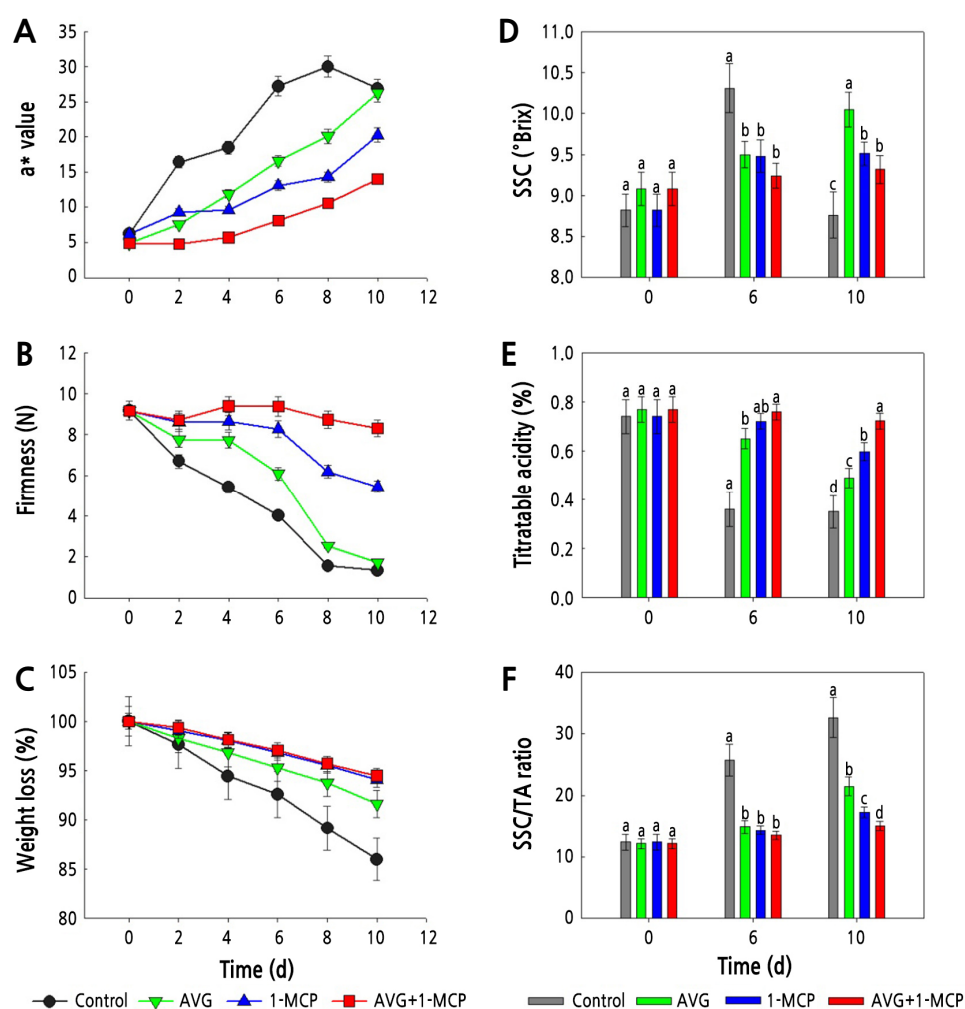 A
35
30
25
20
15
10
5
0
a* value
0 2 4 6 8 10 12
B
12
10
8
6
4
2
0
Firmness (N)
0 2 4 6 8 10 12
C
105
100
95
90
85
80
Weight loss (%)
0 2 4 6 8 10 12
Time (d)
Control AVG 1-MCP AVG+1-MCP
D
11.0
10.5
10.0
9.5
9.0
8.5
8.0
SSC (°Brix)
a a a a
a b b b
c a b b
0 6 10
E
1.0
0.8
0.6
0.4
0.2
0.0
Titratable acidity (%)
a a a a
a b ab a
d c b a
0 6 10
F
40
30
20
10
0
SSC/TA ratio
a a a a
a b b b
a b c d
0 6 10
Time (d)
Control AVG 1-MCP AVG+1-MCP